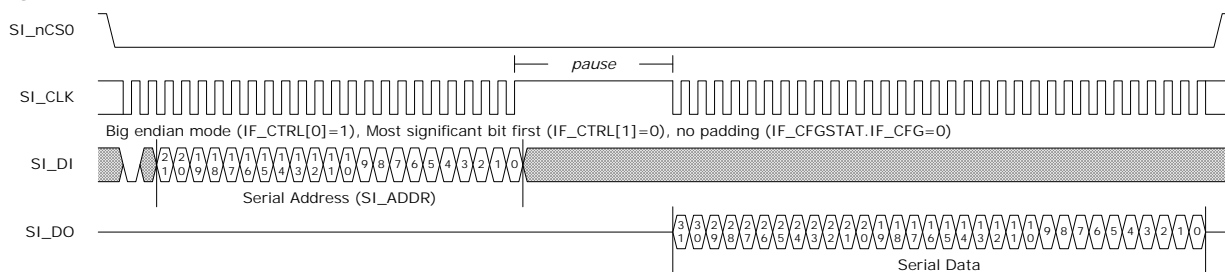 SI_nCS0
pause
SI_CLK
Big endian mode (IF_CTRL[0]=1), Most significant bit first (IF_CTRL[1]=0), no padding (IF_CFGSTAT.IF_CFG=0)
SI_DI 21 20 19 18 17 16 15 14 13 12 11 10 9 8 7 6 5 4 3 2 1 0
Serial Address (SI_ADDR)
SI_DO 31 30 29 28 27 26 25 24 23 22 21 20 19 18 17 16 15 14 13 12 11 10 9 8 7 6 5 4 3 2 1 0
Serial Data